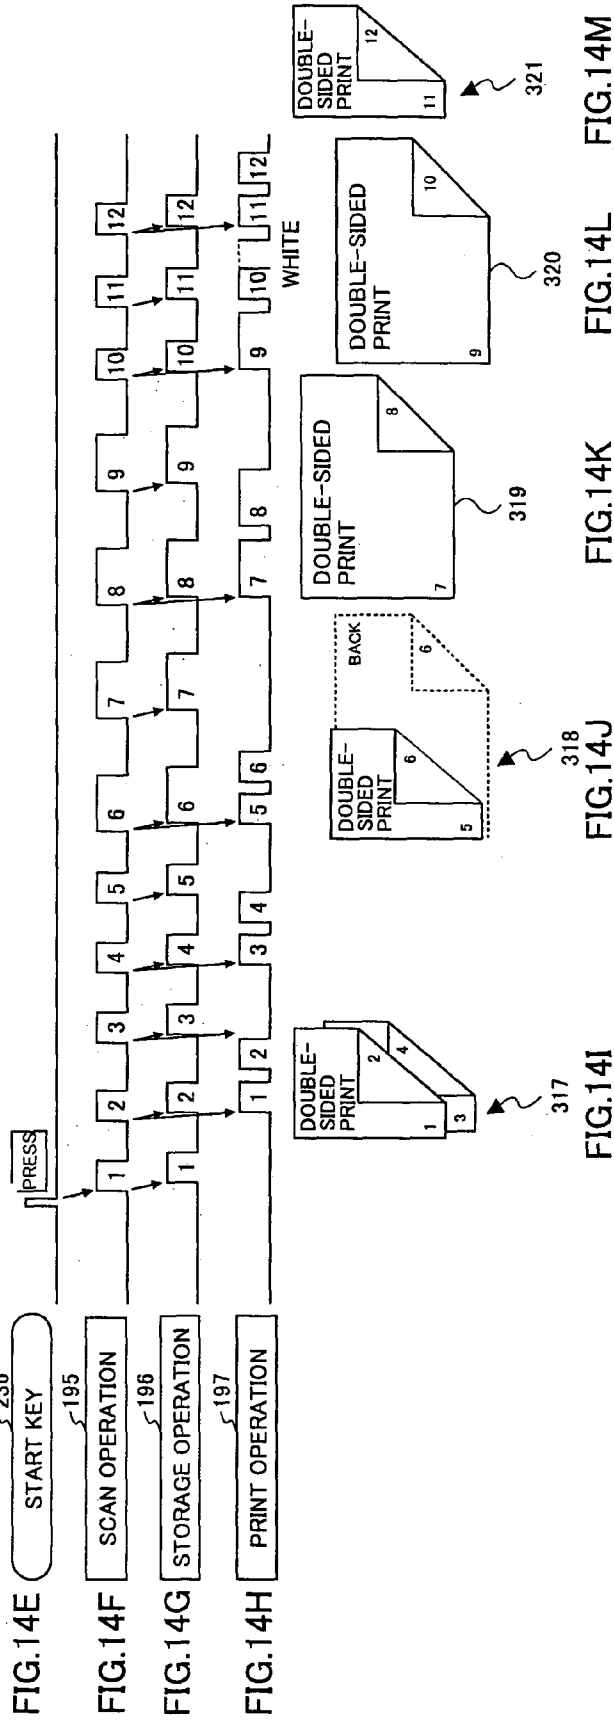 FIG.14E
START KEY
PRESS
FIG.14F
195
SCAN OPERATION
1 2 3 4 5 6 7 8 9 10 11 12
FIG.14G
196
STORAGE OPERATION
1 2 3 4 5 6 7 8 9 10 11 12
FIG.14H
197
PRINT OPERATION
1 2 3 4 5 6 7 8 9 10 11 12
WHITE
DOUBLE-
SIDED
PRINT
2
4
1
3
317
FIG.14I
DOUBLE-
SIDED
PRINT
BACK
6
6
5
318
FIG.14J
DOUBLE-SIDED
PRINT
8
7
319
FIG.14K
DOUBLE-SIDED
PRINT
10
9
320
FIG.14L
DOUBLE-
SIDED
PRINT
12
11
321
FIG.14M